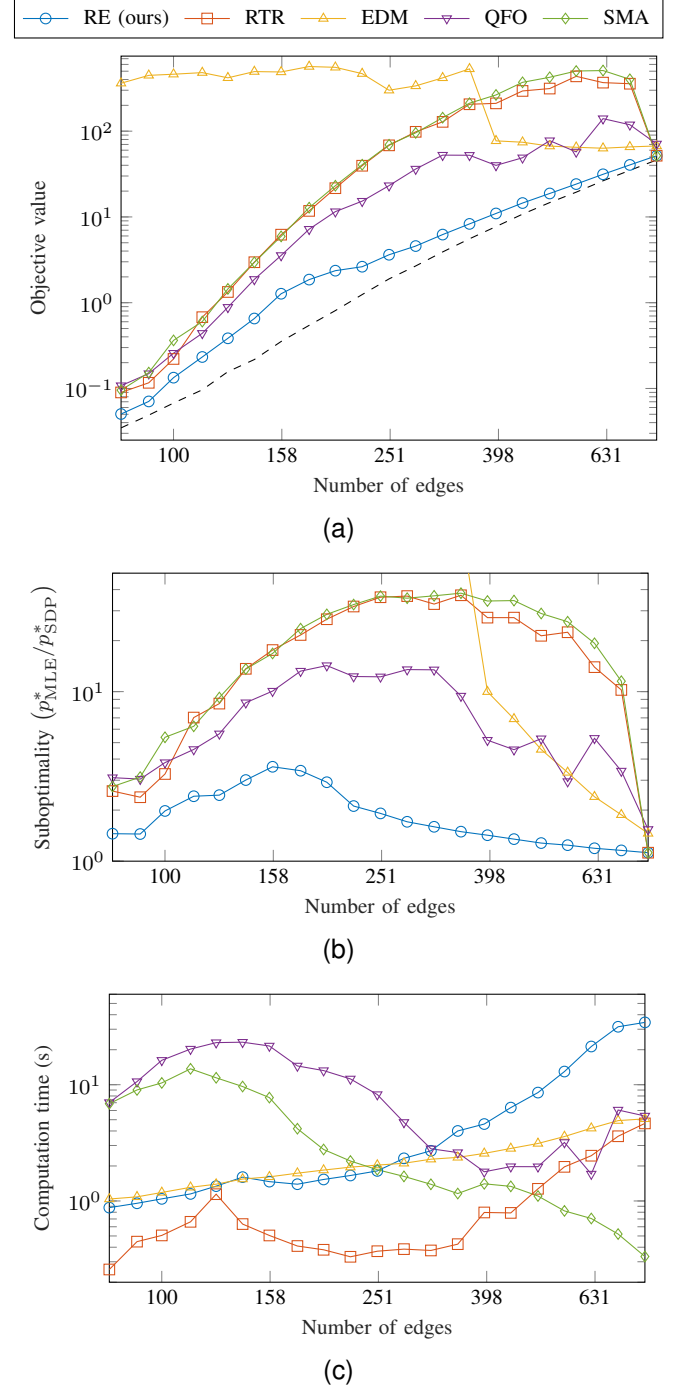 RE (ours) RTR EDM QFO SMA
10^2
10^1
10^0
10^−1
Objective value
100 158 251 398 631
Number of edges
(a)
10^1
10^0
Suboptimality (p*_MLE/p*_SDP)
100 158 251 398 631
Number of edges
(b)
10^1
10^0
Computation time (s)
100 158 251 398 631
Number of edges
(c)